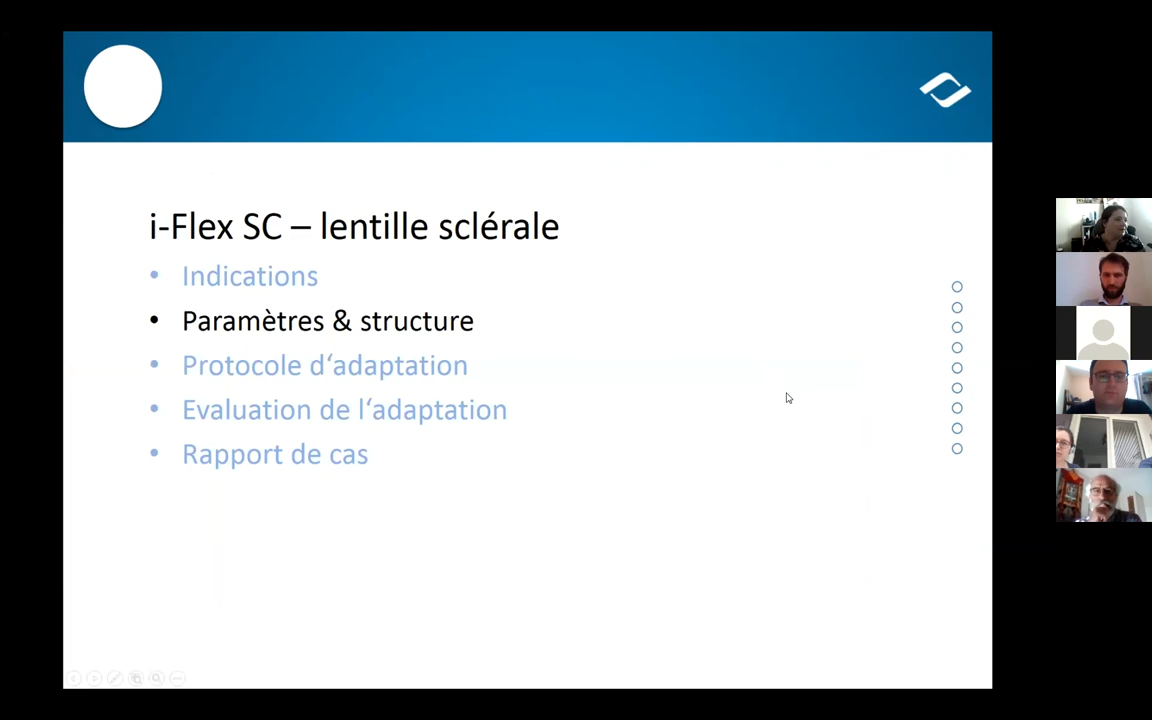 i-Flex SC – lentille sclérale
• Indications
• Paramètres & structure
• Protocole d‘adaptation
• Evaluation de l‘adaptation
• Rapport de cas